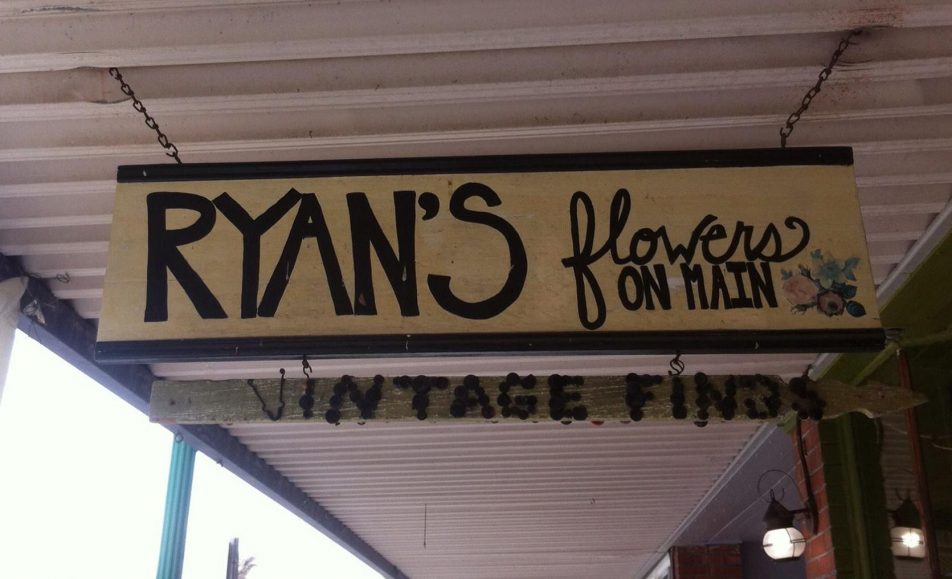 RYAN'S flowers
ON MAIN
VINTAGE FINDS